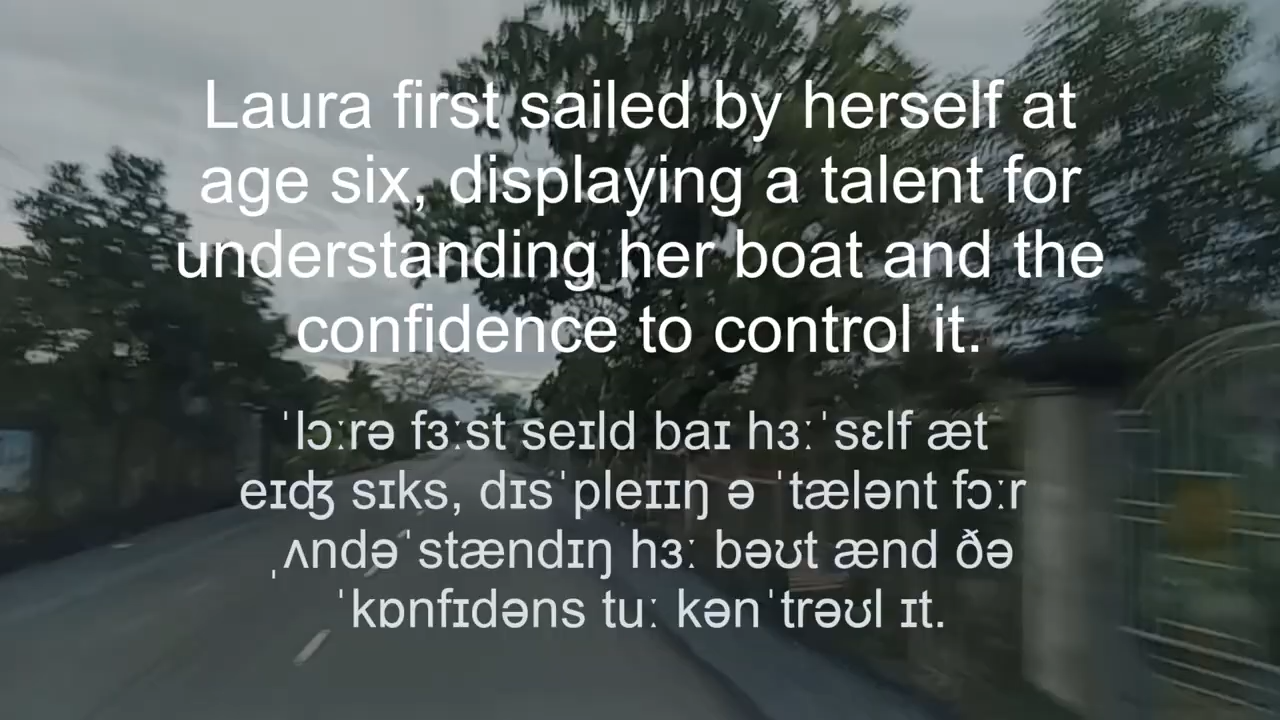 Laura first sailed by herself at
age six, displaying a talent for
understanding her boat and the
confidence to control it.
ˈlɔːrə fɜːst seɪld baɪ hɜːˈsɛlf æt
eɪʤ sɪks, dɪsˈpleɪɪŋ ə ˈtælənt fɔːr
ˌʌndəˈstændɪŋ hɜː bəʊt ænd ðə
ˈkɒnfɪdəns tuː kənˈtrəʊl ɪt.